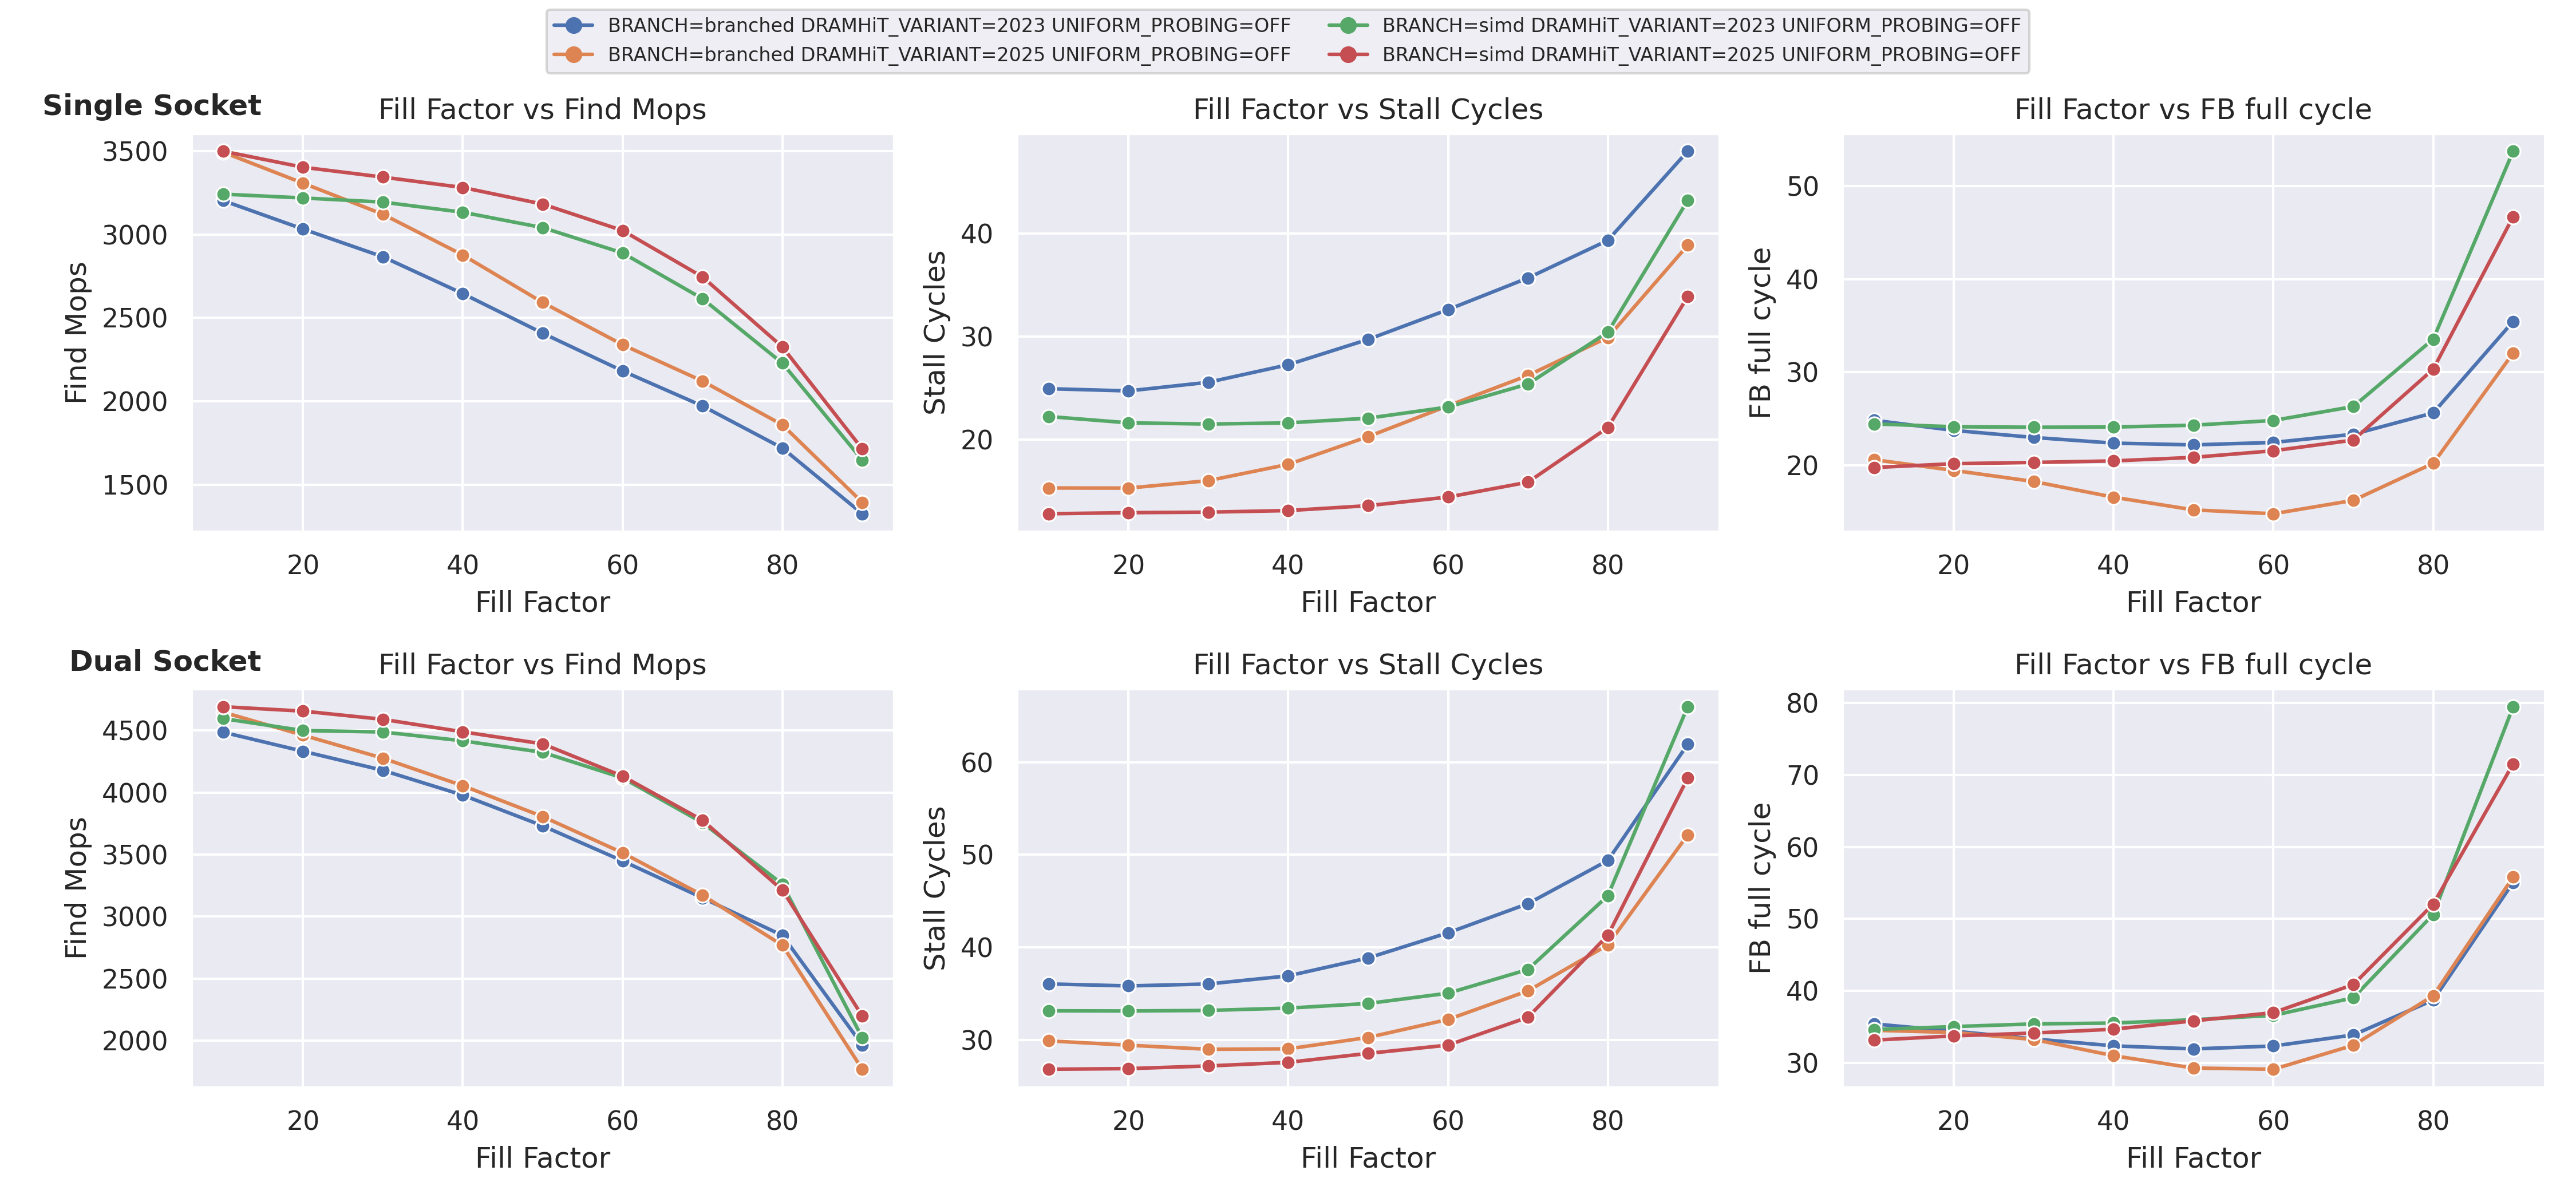 BRANCH=branched DRAMHiT_VARIANT=2023 UNIFORM_PROBING=OFF
BRANCH=branched DRAMHiT_VARIANT=2025 UNIFORM_PROBING=OFF
BRANCH=simd DRAMHiT_VARIANT=2023 UNIFORM_PROBING=OFF
BRANCH=simd DRAMHiT_VARIANT=2025 UNIFORM_PROBING=OFF
Single Socket
Fill Factor vs Find Mops
3500
3000
2500
2000
1500
Find Mops
20 40 60 80
Fill Factor
Fill Factor vs Stall Cycles
40
30
20
Stall Cycles
20 40 60 80
Fill Factor
Fill Factor vs FB full cycle
50
40
30
20
FB full cycle
20 40 60 80
Fill Factor
Dual Socket
Fill Factor vs Find Mops
4500
4000
3500
3000
2500
2000
Find Mops
20 40 60 80
Fill Factor
Fill Factor vs Stall Cycles
60
50
40
30
Stall Cycles
20 40 60 80
Fill Factor
Fill Factor vs FB full cycle
80
70
60
50
40
30
FB full cycle
20 40 60 80
Fill Factor